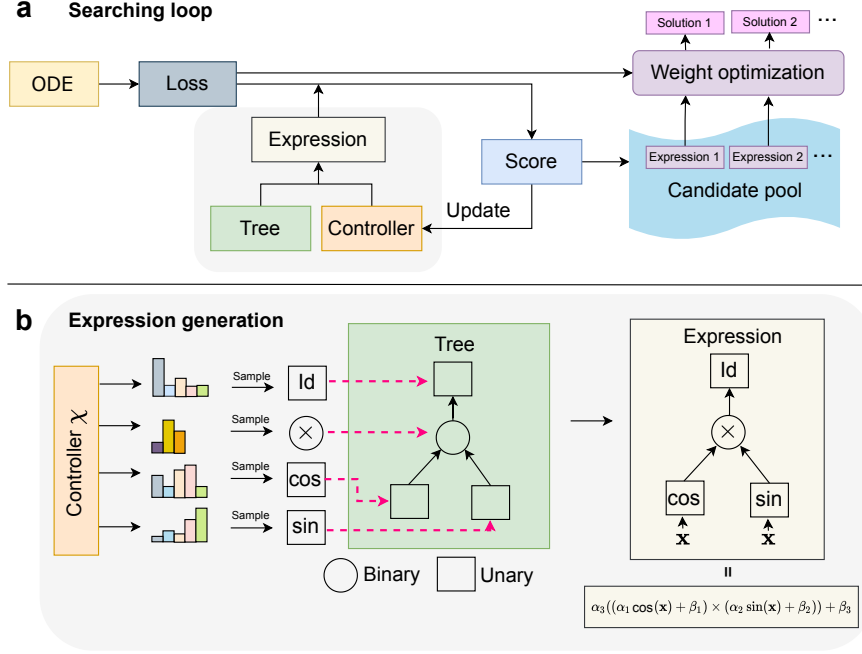 a Searching loop
Solution 1 Solution 2 ...
ODE Loss Weight optimization
Expression
Score
Expression 1 Expression 2 ...
Candidate pool
Tree Controller Update
b Expression generation
Tree
Expression
Controller χ
Sample Id
Sample ×
Sample cos
Sample sin
Id
×
cos sin
x x
Binary Unary
=
α₃((α₁ cos(x) + β₁) × (α₂ sin(x) + β₂)) + β₃